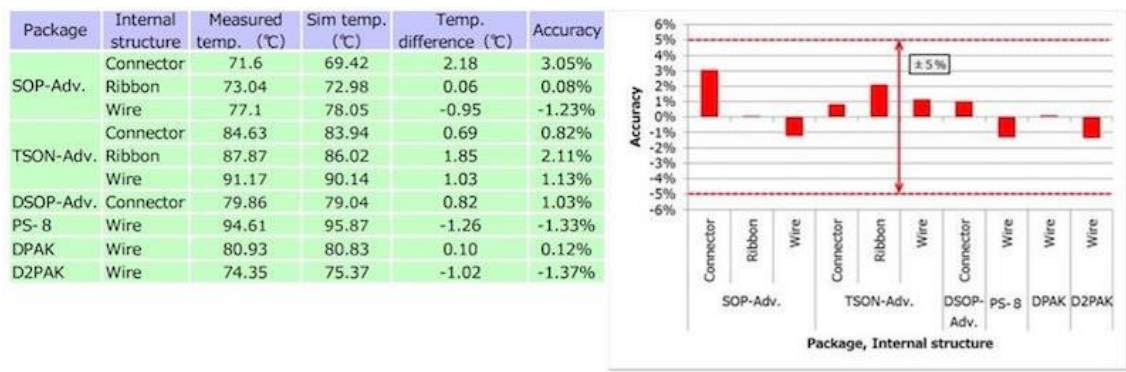 Package Internal structure Measured temp. (℃) Sim temp. (℃) Temp. difference (℃) Accuracy
SOP-Adv. Connector 71.6 69.42 2.18 3.05%
Ribbon 73.04 72.98 0.06 0.08%
Wire 77.1 78.05 -0.95 -1.23%
TSON-Adv. Connector 84.63 83.94 0.69 0.82%
Ribbon 87.87 86.02 1.85 2.11%
Wire 91.17 90.14 1.03 1.13%
DSOP-Adv. Connector 79.86 79.04 0.82 1.03%
PS-8 Wire 94.61 95.87 -1.26 -1.33%
DPAK Wire 80.93 80.83 0.10 0.12%
D2PAK Wire 74.35 75.37 -1.02 -1.37%
6%
5%
4%
3%
2%
1%
0%
-1%
-2%
-3%
-4%
-5%
-6%
Accuracy
±5%
Connector Ribbon Wire Connector Ribbon Wire Connector Wire Wire Wire
SOP-Adv. TSON-Adv. DSOP-Adv. PS-8 DPAK D2PAK
Package, Internal structure